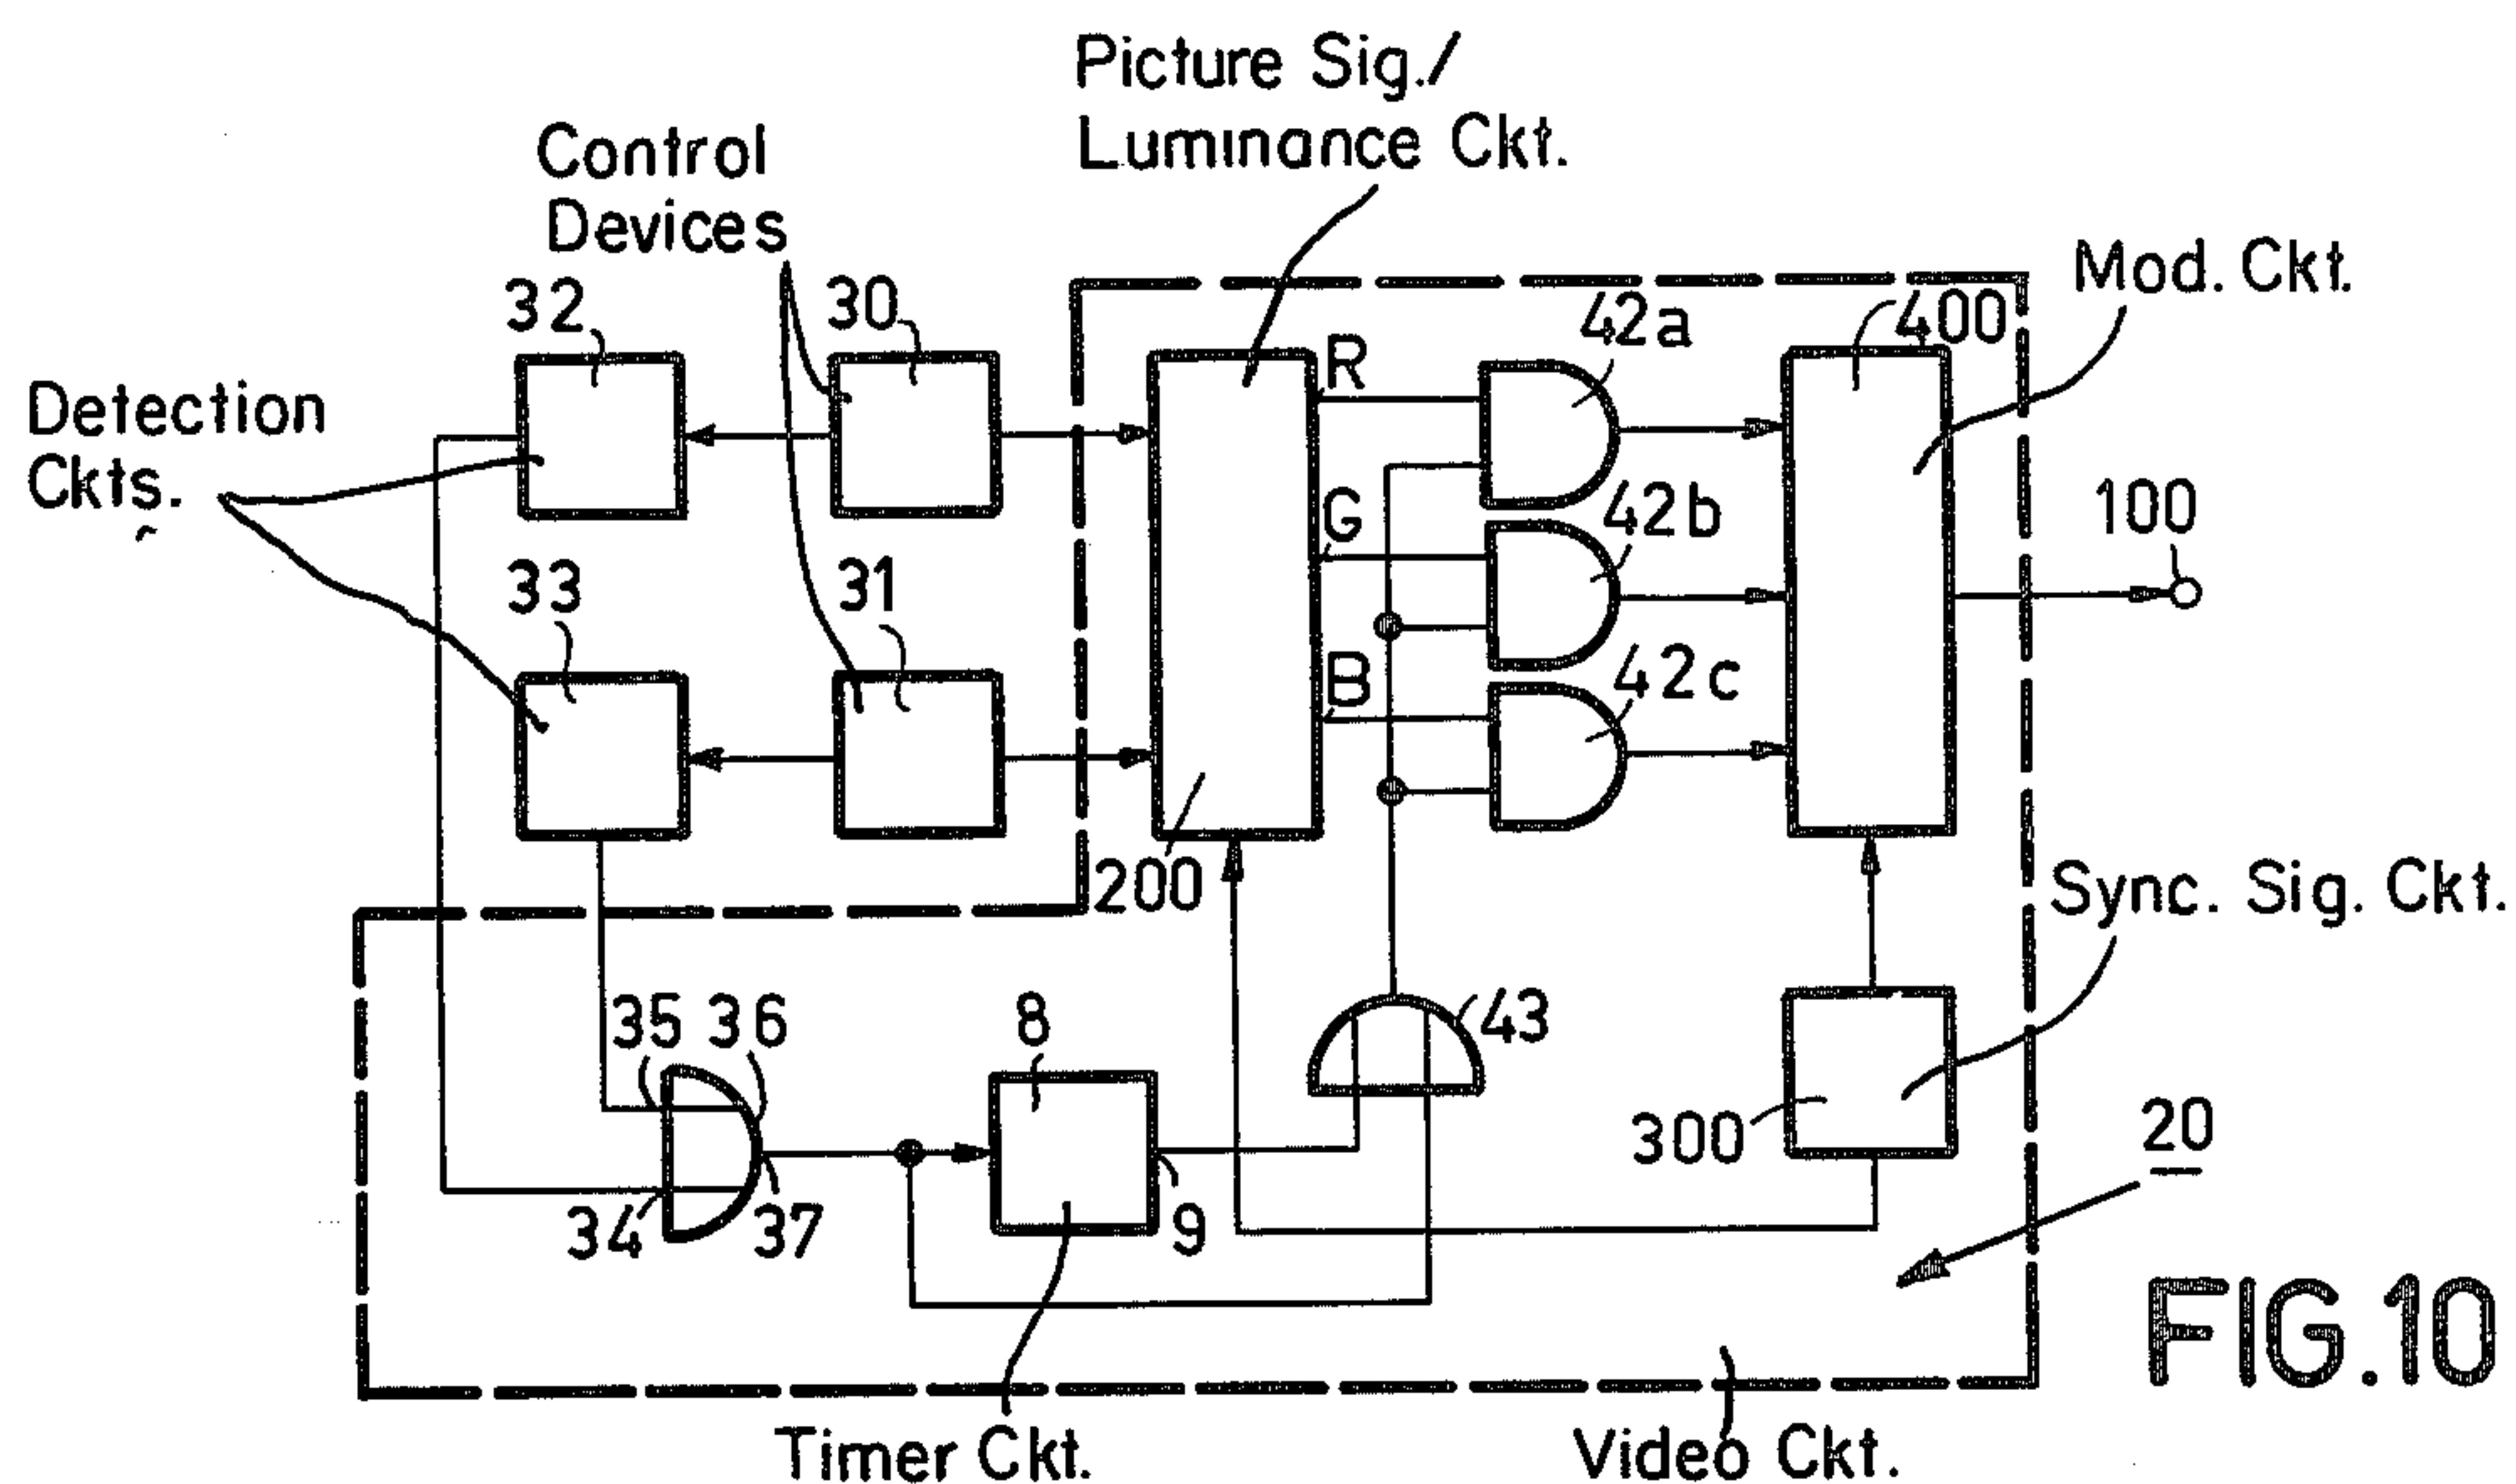 Picture Sig./
Luminance Ckt.
Control
Devices
Mod. Ckt.
32
30
42a
400
R
Detection
Ckts.
G
42b
100
33
31
B
42c
200
Sync. Sig. Ckt.
35 36
8
43
300
20
34
37
9
FIG.10
Timer Ckt.
Video Ckt.